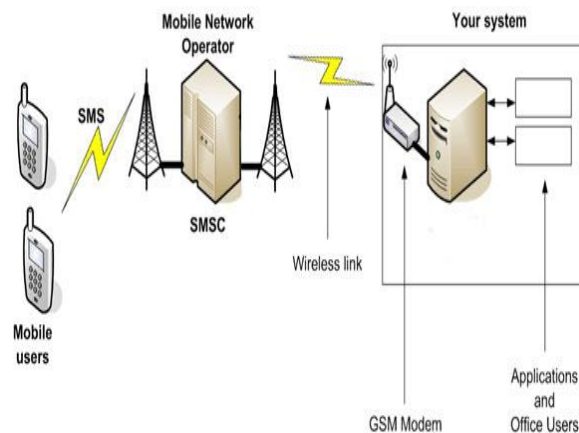 Mobile Network
Operator
Your system
SMS
SMSC
Wireless link
Mobile
users
GSM Modem
Applications
and
Office Users